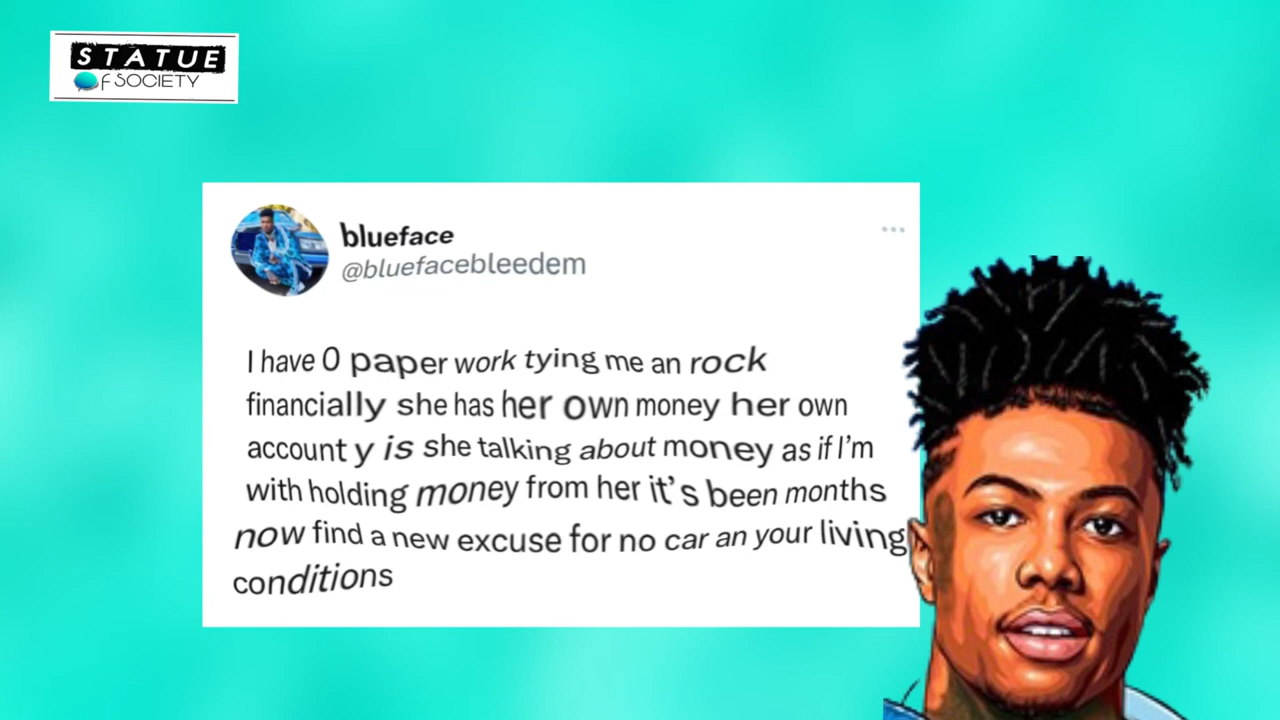 STATUE
OF SOCIETY
blueface
@bluefacebleedem
I have 0 paper work tying me an rock
financially she has her own money her own
account y is she talking about money as if I'm
with holding money from her it's been months
now find a new excuse for no car an your living
conditions